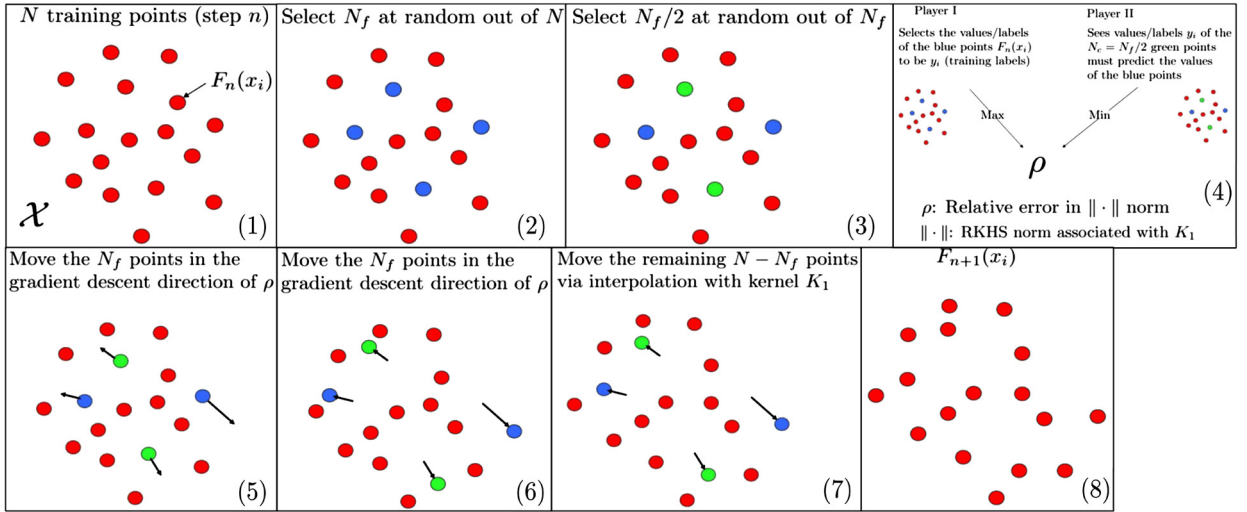 N training points (step n)
F_n(x_i)
𝒳
(1)
Select N_f at random out of N
(2)
Select N_f/2 at random out of N_f
(3)
Player I
Selects the values/labels
of the blue points F_n(x_i)
to be y_i (training labels)
Player II
Sees values/labels y_i of the
N_c = N_f/2 green points
must predict the values
of the blue points
Max
Min
ρ
(4)
ρ: Relative error in ‖ · ‖ norm
‖ · ‖: RKHS norm associated with K_1
Move the N_f points in the
gradient descent direction of ρ
(5)
Move the N_f points in the
gradient descent direction of ρ
(6)
Move the remaining N − N_f points
via interpolation with kernel K_1
(7)
F_{n+1}(x_i)
(8)